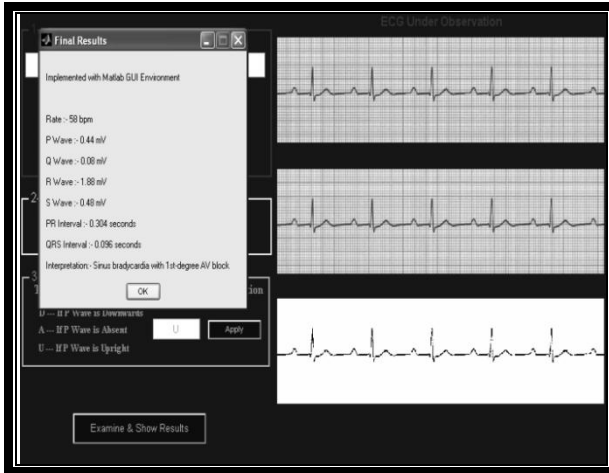 ECG Under Observation
Final Results
Implemented with Matlab GUI Environment
Rate :- 58 bpm
P Wave :- 0.44 mV
Q Wave :- 0.08 mV
R Wave :- 1.88 mV
S Wave :- 0.48 mV
PR Interval :- 0.304 seconds
QRS Interval :- 0.096 seconds
Interpretation:- Sinus bradycardia with 1st-degree AV block
OK
D --- If P Wave is Downwards
A --- If P Wave is Absent
U --- If P Wave is Upright
U
Apply
Examine & Show Results